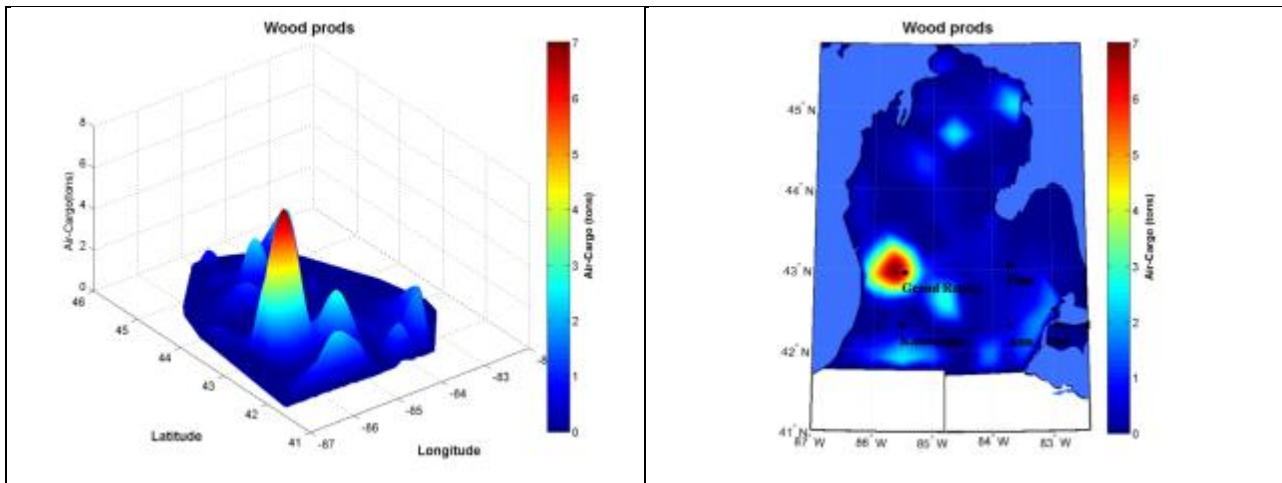 Wood prods
Air-Cargo(tons)
8
6
4
2
0
46
45
44
43
42
41
-87
-86
-85
-84
-83
Latitude
Longitude
7
6
5
4
3
2
1
0
Air-Cargo (tons)
Wood prods
45° N
44° N
43° N
42° N
41° N
87° W
86° W
85° W
84° W
83° W
Grand
7
6
5
4
3
2
1
0
Air-Cargo (tons)